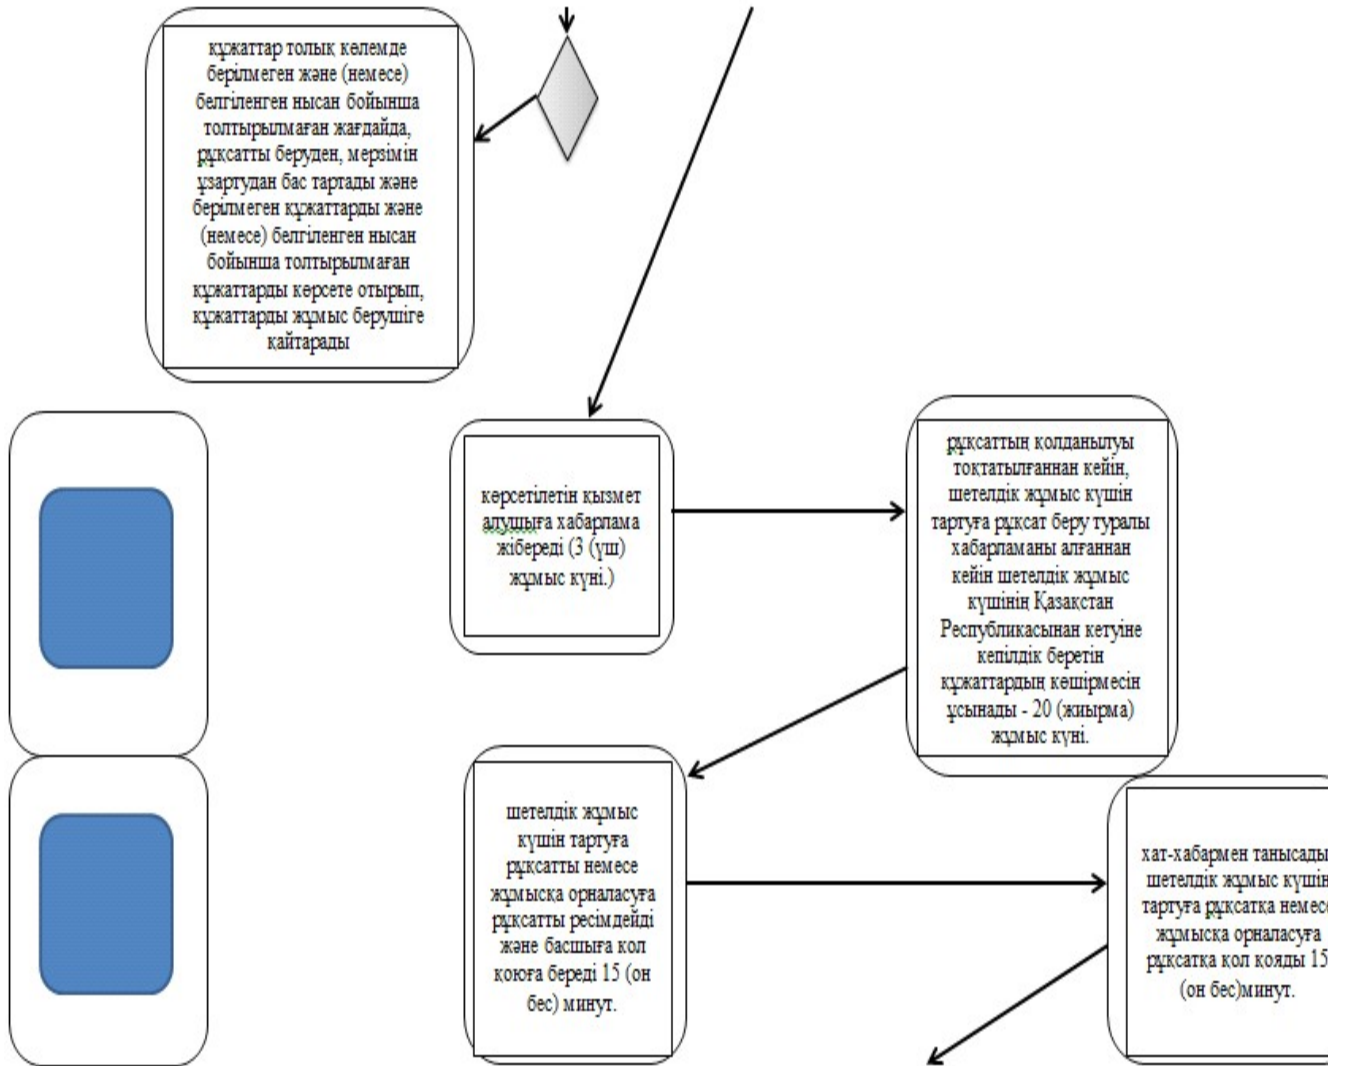 құжаттар толық көлемде
берілмеген және (немесе)
белгіленген нысан бойынша
толтырылмаған жағдайда,
рұқсатты беруден, мерзімін
ұзартудан бас тартады және
берілмеген құжаттарды және
(немесе) белгіленген нысан
бойынша толтырылмаған
құжаттарды көрсете отырып,
құжаттарды жұмыс берушіге
қайтарады
көрсетілетін қызмет
алушыға хабарлама
жібереді (3 (үш)
жұмыс күні.)
рұқсаттың қолданылуы
тоқтатылғаннан кейін,
шетелдік жұмыс күшін
тартуға рұқсат беру туралы
хабарламаны алғаннан
кейін шетелдік жұмыс
күшінің Қазақстан
Республикасынан кетуіне
кепілдік беретін
құжаттардың көшірмесін
ұсынады - 20 (жиырма)
жұмыс күні.
шетелдік жұмыс
күшін тартуға
рұқсатты немесе
жұмысқа орналасуға
рұқсатты ресімдейді
және басшыға қол
қоюға береді 15 (он
бес) минут.
хат-хабармен танысады
шетелдік жұмыс күшін
тартуға рұқсатқа немесе
жұмысқа орналасуға
рұқсатқа қол қояды 15
(он бес)минут.